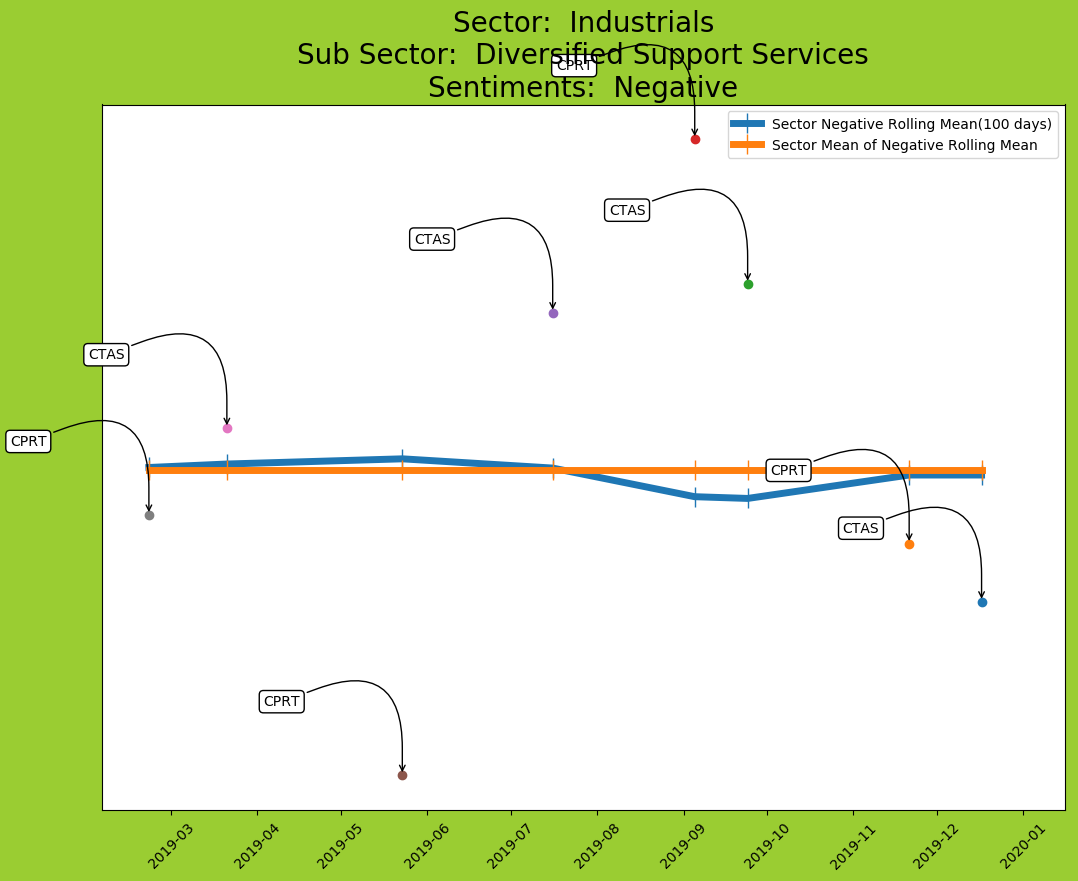 Sector:  Industrials
Sub Sector:  Diversified Support Services
Sentiments:  Negative
CPRT
Sector Negative Rolling Mean(100 days)
Sector Mean of Negative Rolling Mean
CTAS
CTAS
CTAS
CPRT
CPRT
CTAS
CPRT
2019-03
2019-04
2019-05
2019-06
2019-07
2019-08
2019-09
2019-10
2019-11
2019-12
2020-01